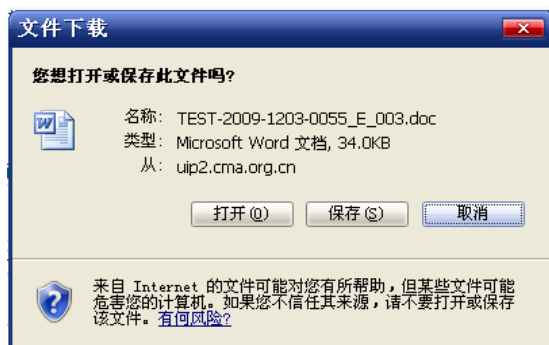 文件下载
您想打开或保存此文件吗?
名称: TEST-2009-1203-0055_E_003.doc
类型: Microsoft Word 文档, 34.0KB
从: uip2.cma.org.cn
打开(O) 保存(S) 取消
来自 Internet 的文件可能对您有所帮助，但某些文件可能
危害您的计算机。如果您不信任其来源，请不要打开或保存
该文件。有何风险?